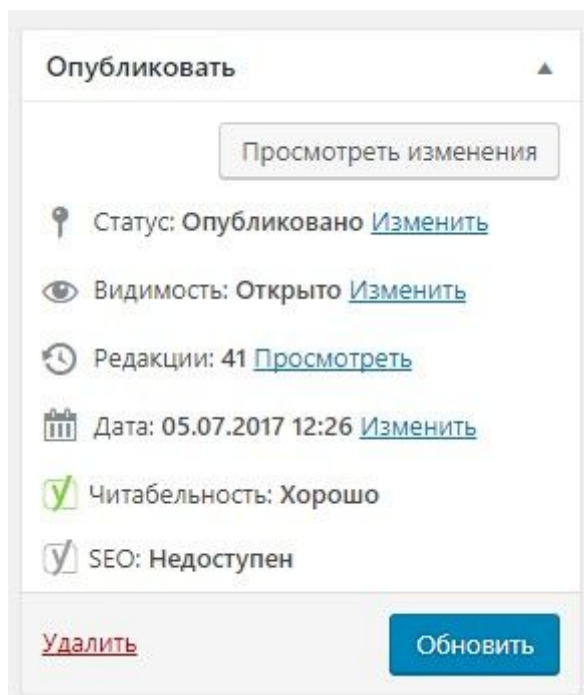 Опубликовать
Просмотреть изменения
Статус: Опубликовано Изменить
Видимость: Открыто Изменить
Редакции: 41 Просмотреть
Дата: 05.07.2017 12:26 Изменить
Читабельность: Хорошо
SEO: Недоступен
Удалить
Обновить